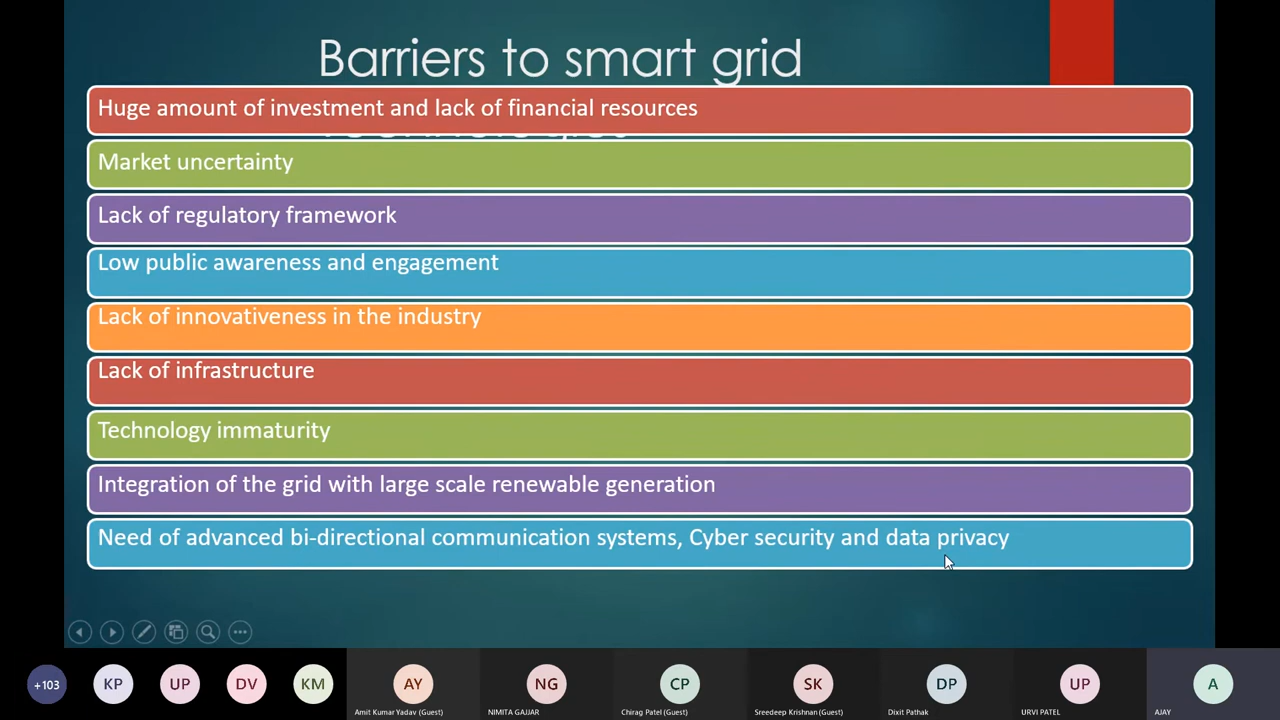 Barriers to smart grid
Huge amount of investment and lack of financial resources
Market uncertainty
Lack of regulatory framework
Low public awareness and engagement
Lack of innovativeness in the industry
Lack of infrastructure
Technology immaturity
Integration of the grid with large scale renewable generation
Need of advanced bi-directional communication systems, Cyber security and data privacy
+103
KP
UP
DV
KM
AY
NG
CP
SK
DP
UP
A
Amit Kumar Yadav (Guest)
NIMITA GAJJAR
Chirag Patel (Guest)
Sreedeep Krishnan (Guest)
Dixit Pathak
URVI PATEL
AJAY